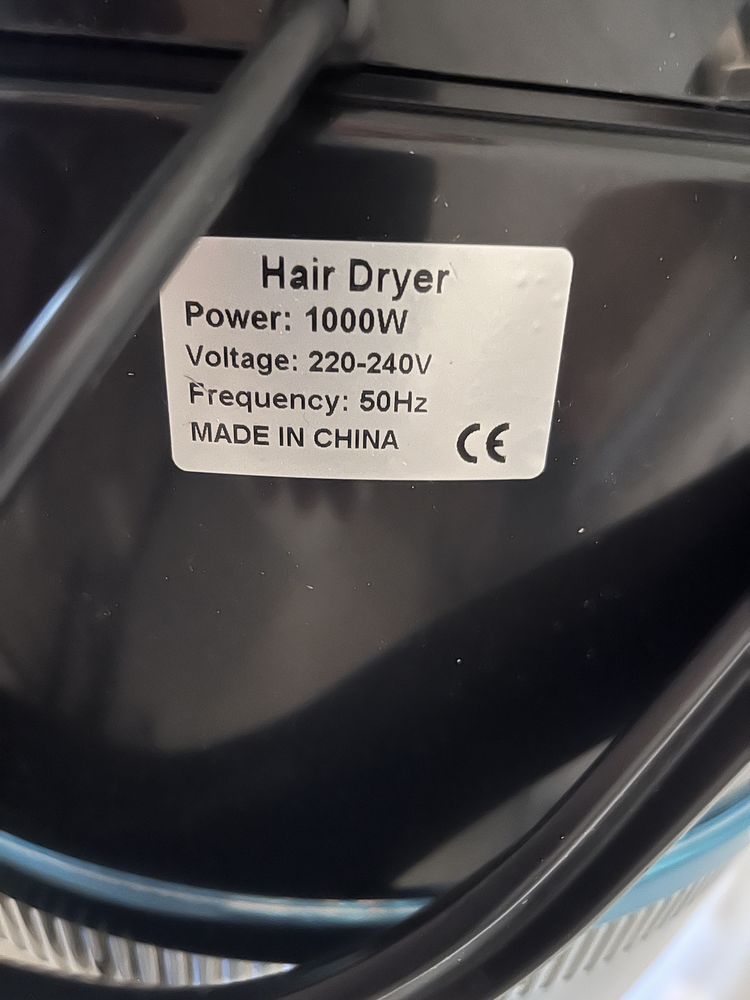 Hair Dryer
Power: 1000W
Voltage: 220-240V
Frequency: 50Hz
MADE IN CHINA CE